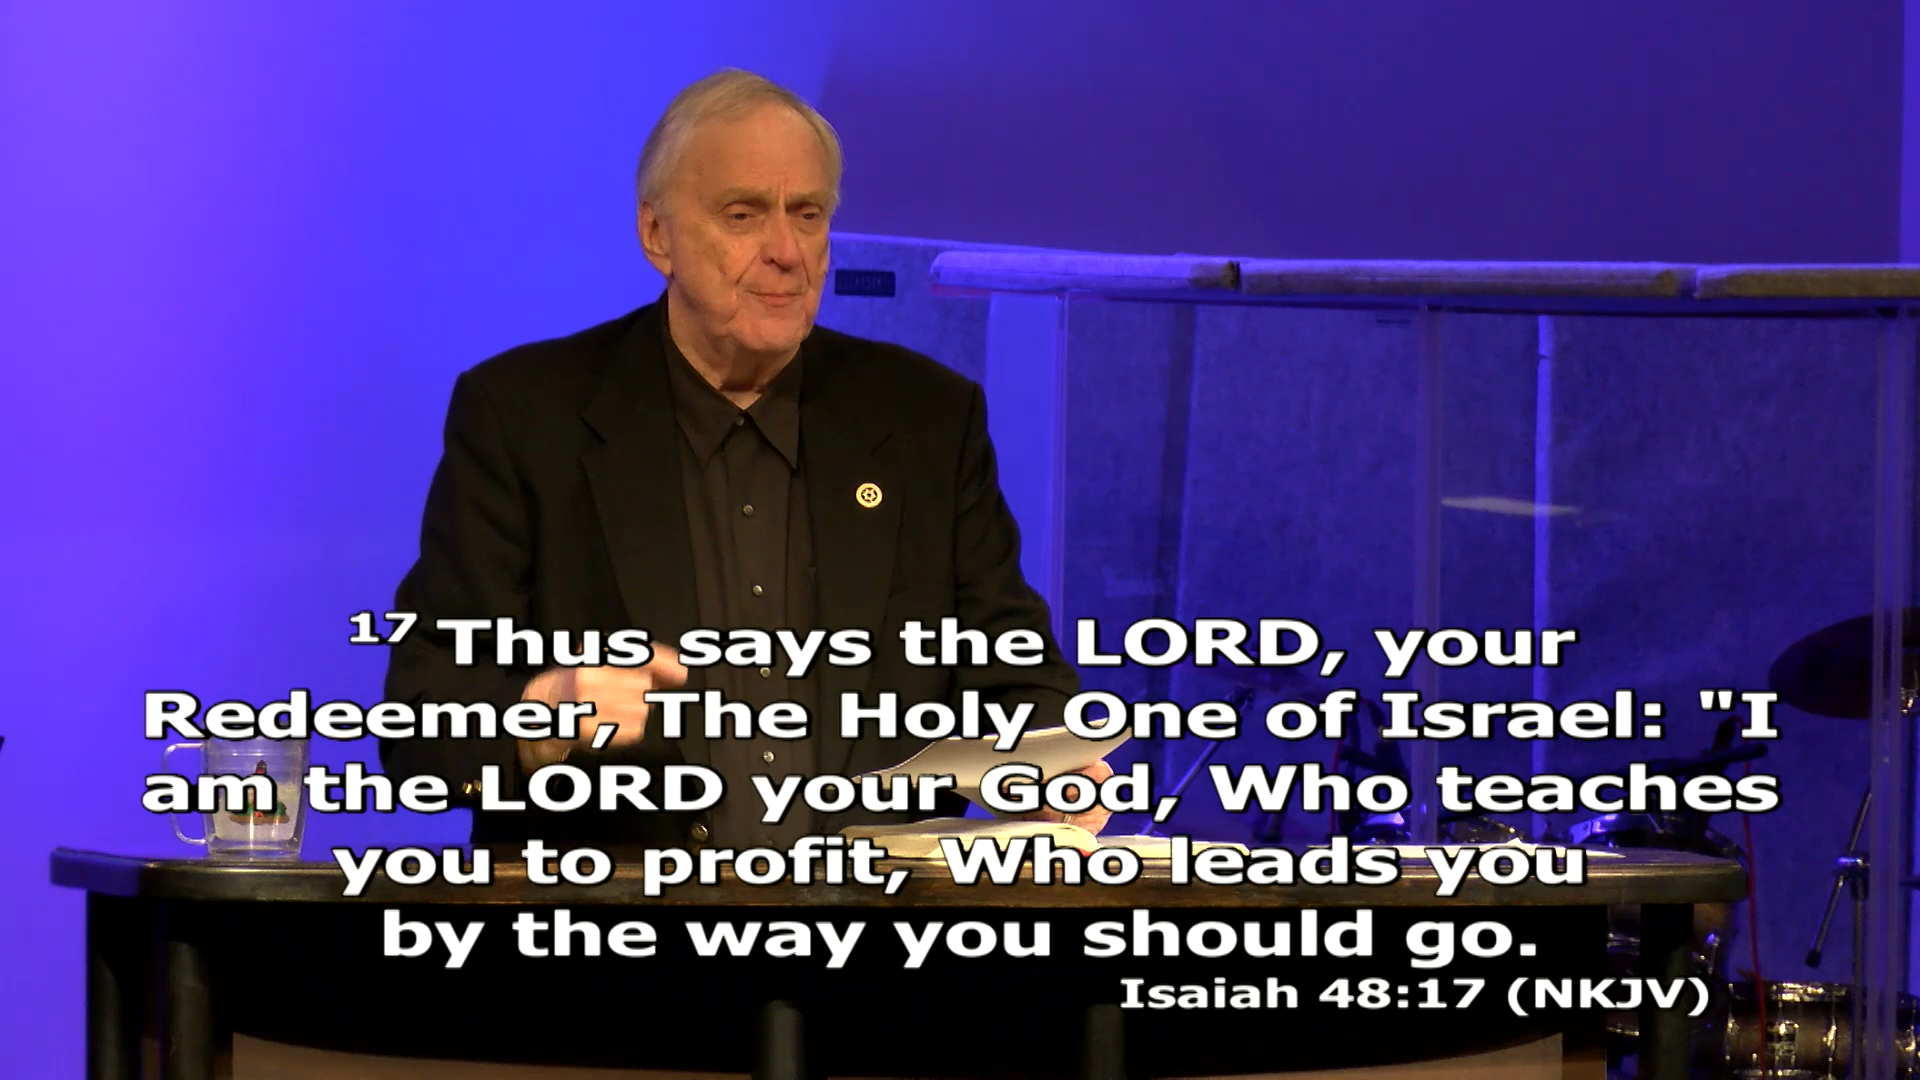 17 Thus says the LORD, your
Redeemer, The Holy One of Israel: "I
am the LORD your God, Who teaches
you to profit, Who leads you
by the way you should go.
Isaiah 48:17 (NKJV)